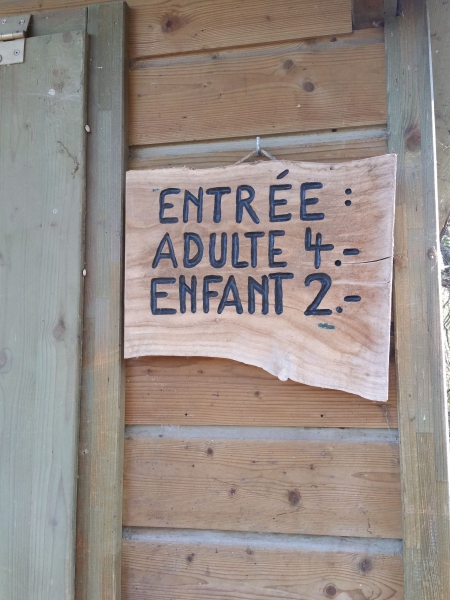 ENTRÉE :
ADULTE 4.-
ENFANT 2.-